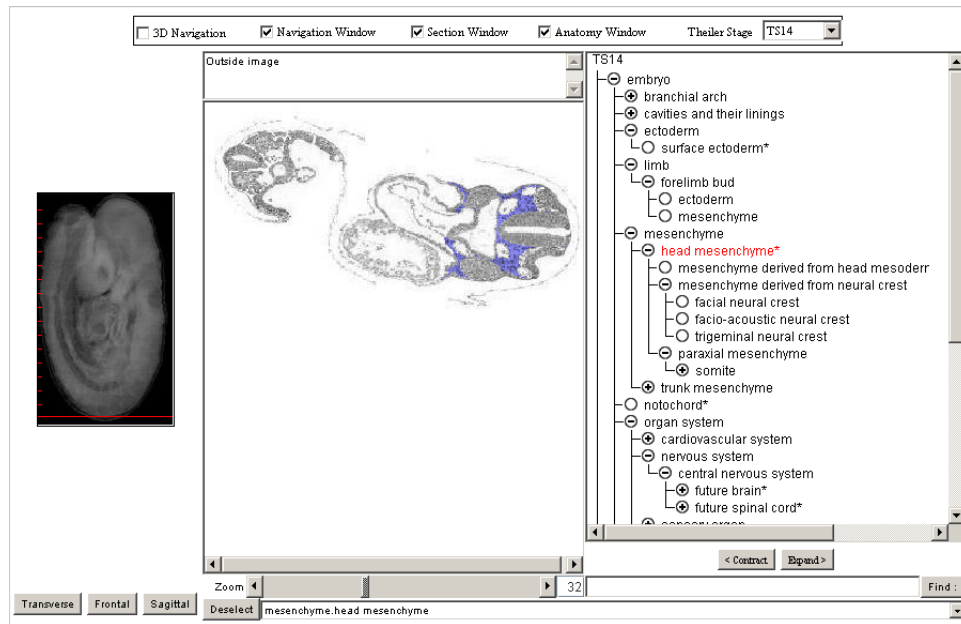 3D Navigation
Navigation Window
Section Window
Anatomy Window
Theiler Stage
TS14
Outside image
TS14
embryo
branchial arch
cavities and their linings
ectoderm
surface ectoderm*
limb
forelimb bud
ectoderm
mesenchyme
mesenchyme
head mesenchyme*
mesenchyme derived from head mesoderr
mesenchyme derived from neural crest
facial neural crest
facio-acoustic neural crest
trigeminal neural crest
paraxial mesenchyme
somite
trunk mesenchyme
notochord*
organ system
cardiovascular system
nervous system
central nervous system
future brain*
future spinal cord*
sensory organ
< Contract
Expand >
Zoom
32
Find :
Transverse
Frontal
Sagittal
Deselect
mesenchyme.head mesenchyme